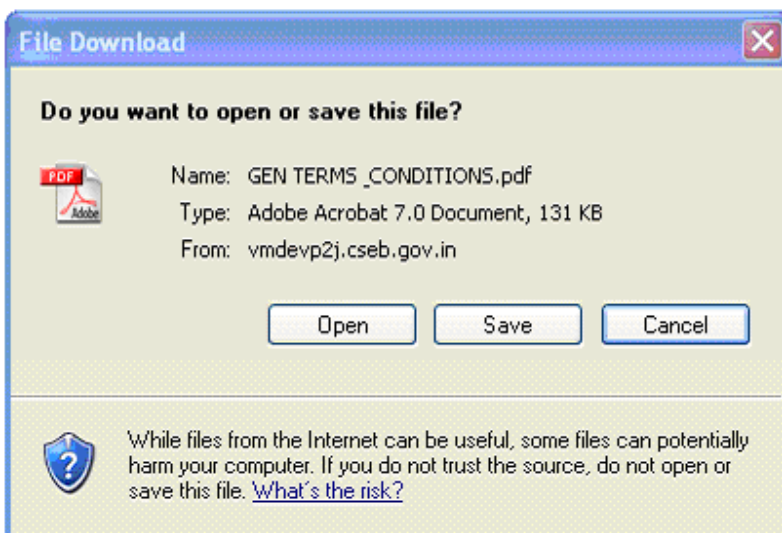 File Download
Do you want to open or save this file?
PDF
Adobe
Name: GEN TERMS _CONDITIONS.pdf
Type: Adobe Acrobat 7.0 Document, 131 KB
From: vmdevp2j.cseb.gov.in
Open Save Cancel
While files from the Internet can be useful, some files can potentially
harm your computer. If you do not trust the source, do not open or
save this file. What's the risk?